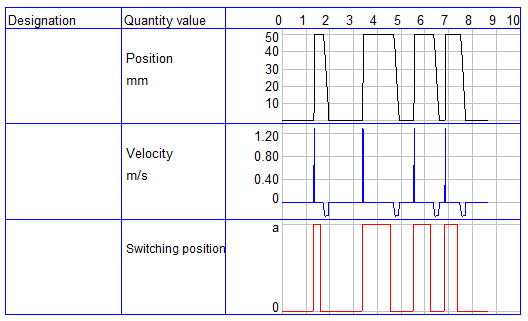 Designation Quantity value 0 1 2 3 4 5 6 7 8 9 10
50
Position 40
mm 30
20
10
1.20
Velocity 0.80
m/s 0.40
0
a
Switching position
0